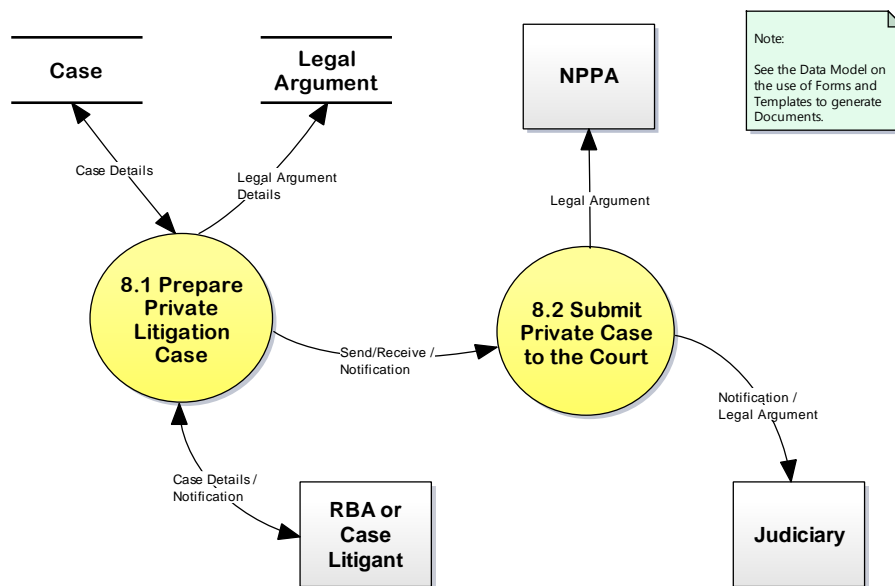 Case
Legal
Argument
NPPA
Note:
See the Data Model on
the use of Forms and
Templates to generate
Documents.
Case Details
Legal Argument
Details
Legal Argument
8.1 Prepare
Private
Litigation
Case
8.2 Submit
Private Case
to the Court
Send/Receive /
Notification
Notification /
Legal Argument
Case Details /
Notification
RBA or
Case
Litigant
Judiciary